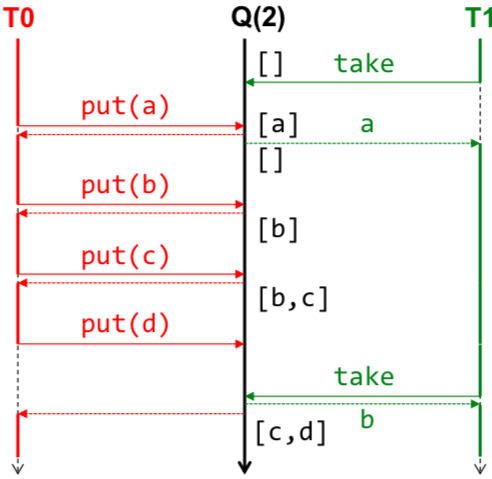 T0 Q(2) T1
[] take
put(a)
[a] a
[]
put(b)
[b]
put(c)
[b,c]
put(d)
take
b
[c,d]